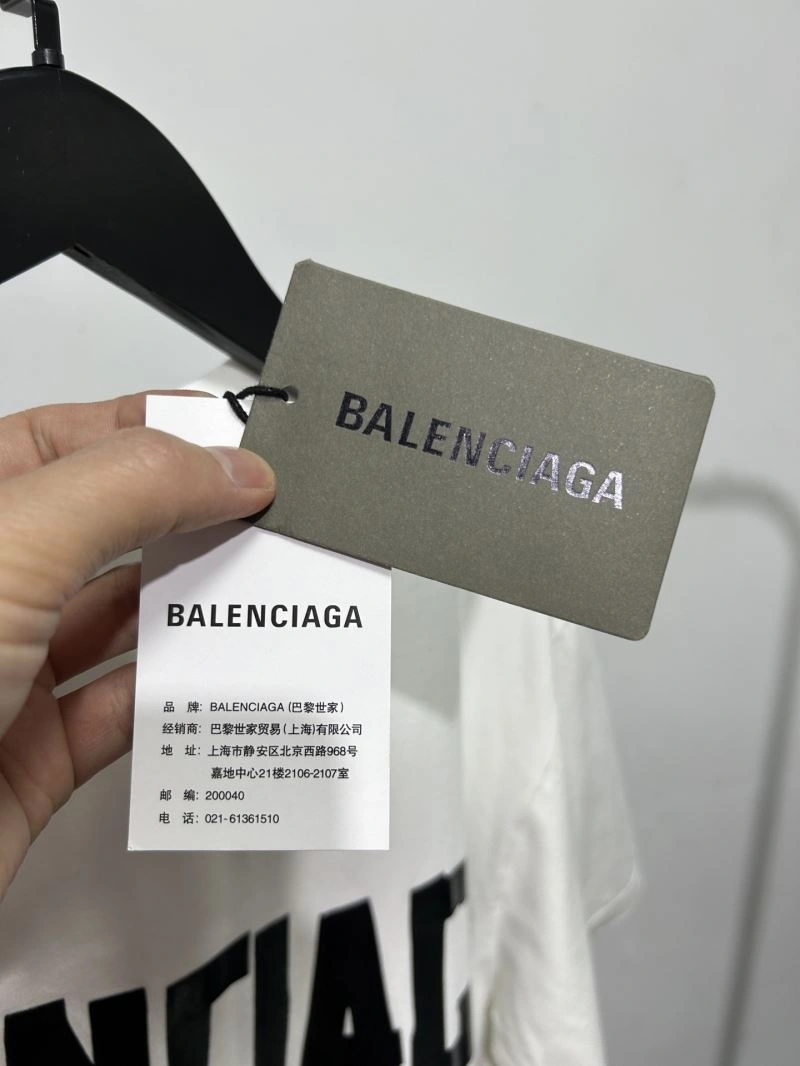 BALENCIAGA
BALENCIAGA
品 牌: BALENCIAGA (巴黎世家)
经销商: 巴黎世家贸易(上海)有限公司
地 址: 上海市静安区北京西路968号
嘉地中心21楼2106-2107室
邮 编: 200040
电 话: 021-61361510
ENCIAG